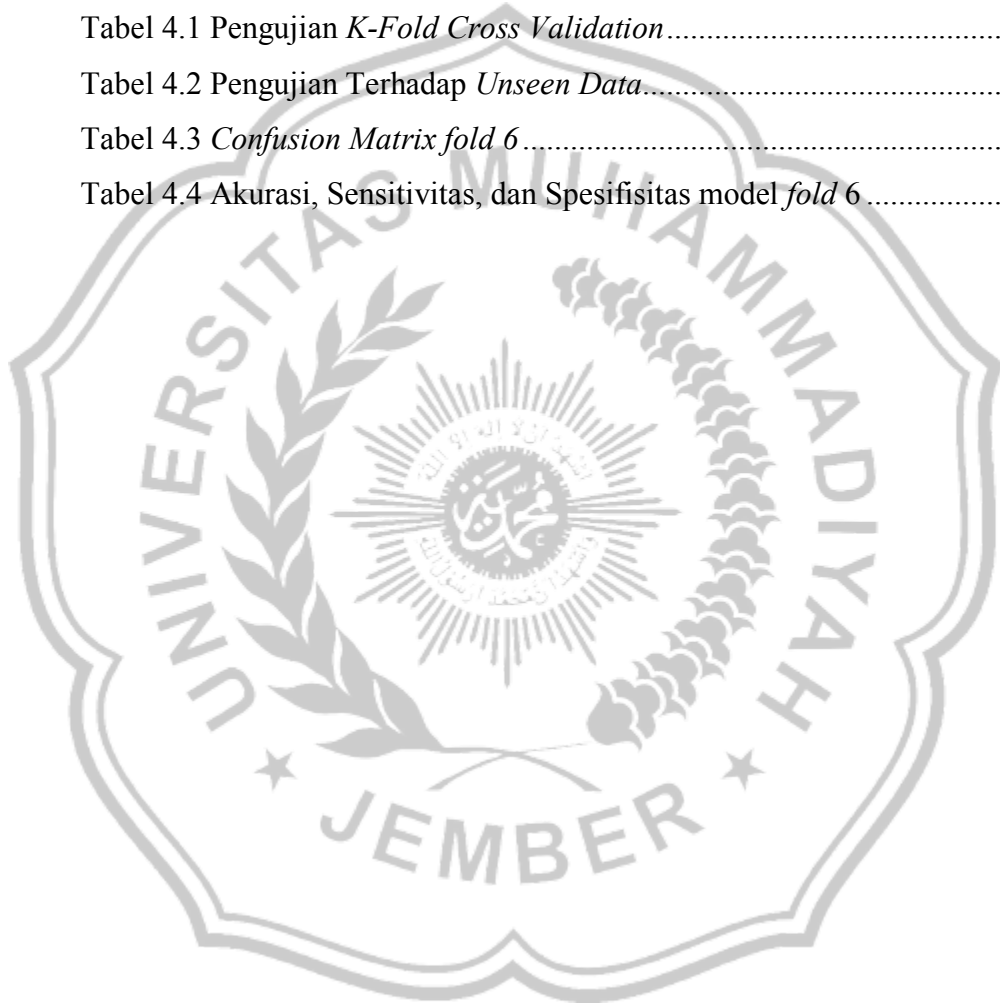 Tabel 4.1 Pengujian K-Fold Cross Validation..........................................
Tabel 4.2 Pengujian Terhadap Unseen Data.............................................
Tabel 4.3 Confusion Matrix fold 6............................................................
Tabel 4.4 Akurasi, Sensitivitas, dan Spesifisitas model fold 6.................
UNIVERSITAS MUHAMMADIYAH
JEMBER